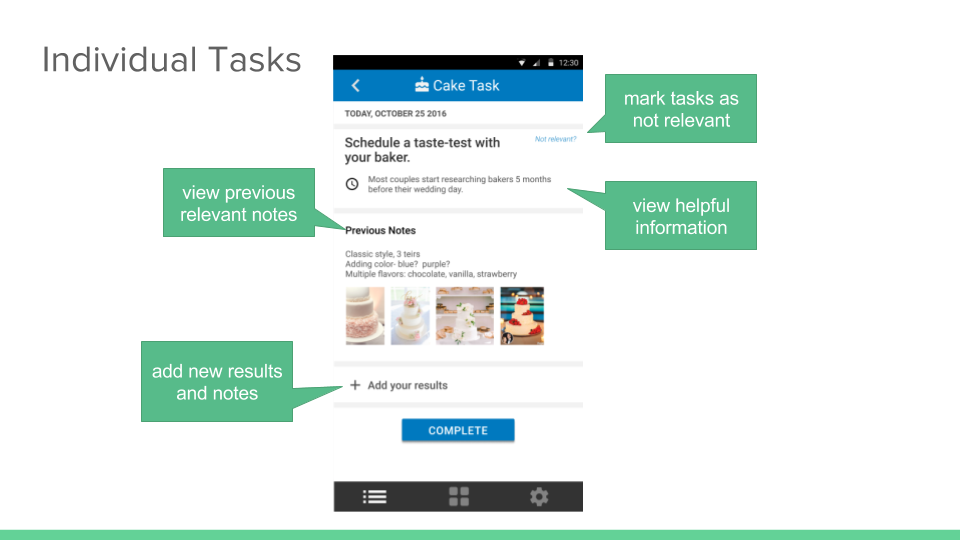 Individual Tasks
12:30
Cake Task
TODAY, OCTOBER 25 2016
Schedule a taste-test with
your baker.
Not relevant?
Most couples start researching bakers 5 months
before their wedding day.
Previous Notes
Classic style, 3 teirs
Adding color- blue? purple?
Multiple flavors: chocolate, vanilla, strawberry
+ Add your results
COMPLETE
mark tasks as
not relevant
view helpful
information
view previous
relevant notes
add new results
and notes